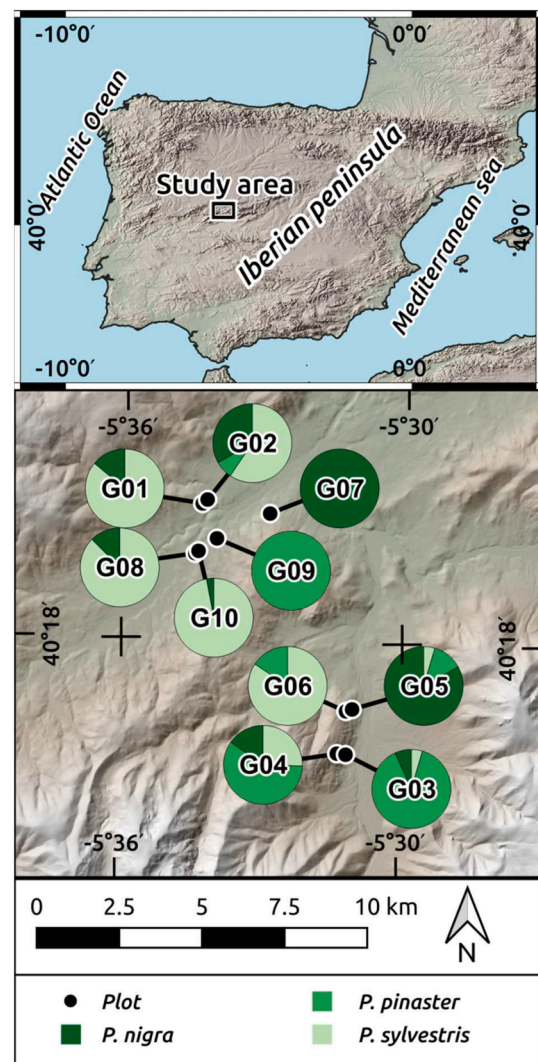 -10°0′ 0°0′
Atlantic Ocean
Study area
Iberian peninsula
Mediterranean sea
40°0′ 40°0′
-10°0′ 0°0′
-5°36′ -5°30′
G02
G01 G07
G08 G09
G10
40°18′ 40°18′
G06 G05
G04 G03
-5°36′ -5°30′
0 2.5 5 7.5 10 km
N
Plot P. pinaster
P. nigra P. sylvestris